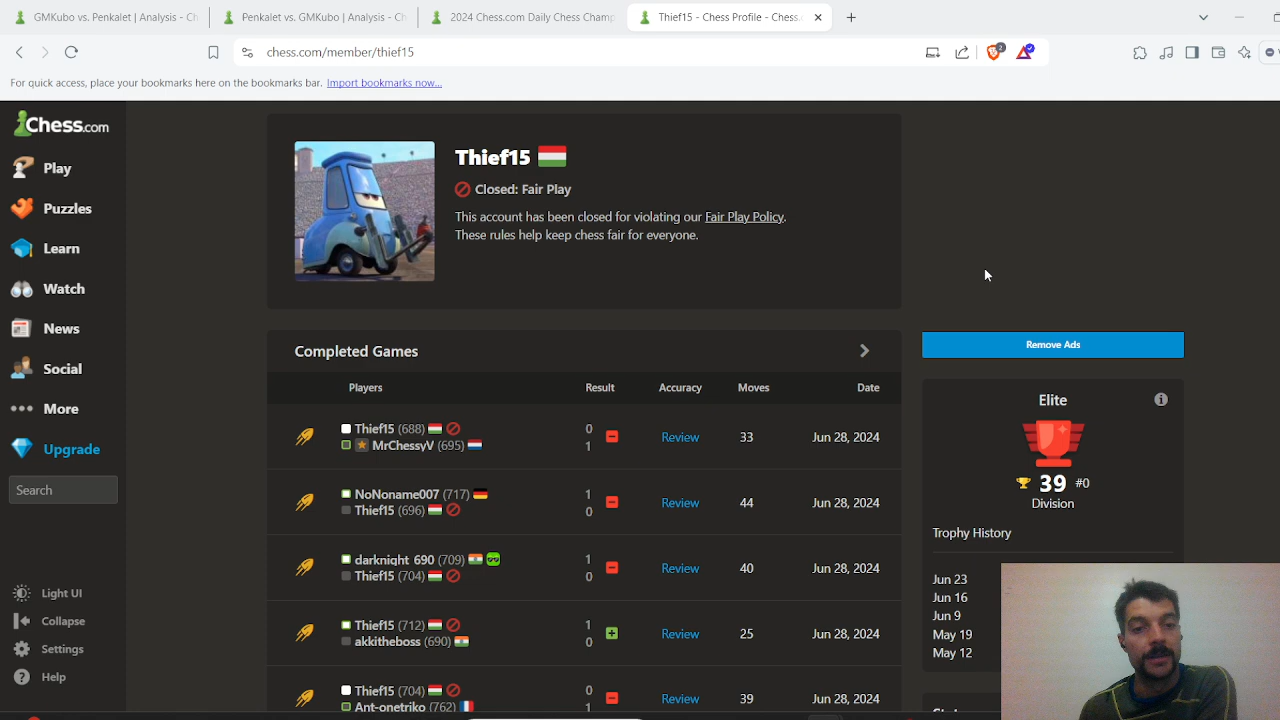 GMKubo vs. Penkalet | Analysis - Ch
Penkalet vs. GMKubo | Analysis - Ch
2024 Chess.com Daily Chess Champ
Thief15 - Chess Profile - Chess.
chess.com/member/thief15
2
For quick access, place your bookmarks here on the bookmarks bar. Import bookmarks now...
Chess.com
Play
Puzzles
Learn
Watch
News
Social
More
Upgrade
Search
Light UI
Collapse
Settings
Help
Thief15
Closed: Fair Play
This account has been closed for violating our Fair Play Policy.
These rules help keep chess fair for everyone.
Completed Games
Players Result Accuracy Moves Date
Thief15 (688) 0
MrChessyV (695) 1
Review 33 Jun 28, 2024
NoNoname007 (717) 1
Thief15 (696) 0
Review 44 Jun 28, 2024
darknight_690 (709) 1
Thief15 (704) 0
Review 40 Jun 28, 2024
Thief15 (712) 1
akkitheboss (690) 0
Review 25 Jun 28, 2024
Thief15 (704) 0
Ant-onetriko (762) 1
Review 39 Jun 28, 2024
Remove Ads
Elite
39 #0
Division
Trophy History
Jun 23
Jun 16
Jun 9
May 19
May 12